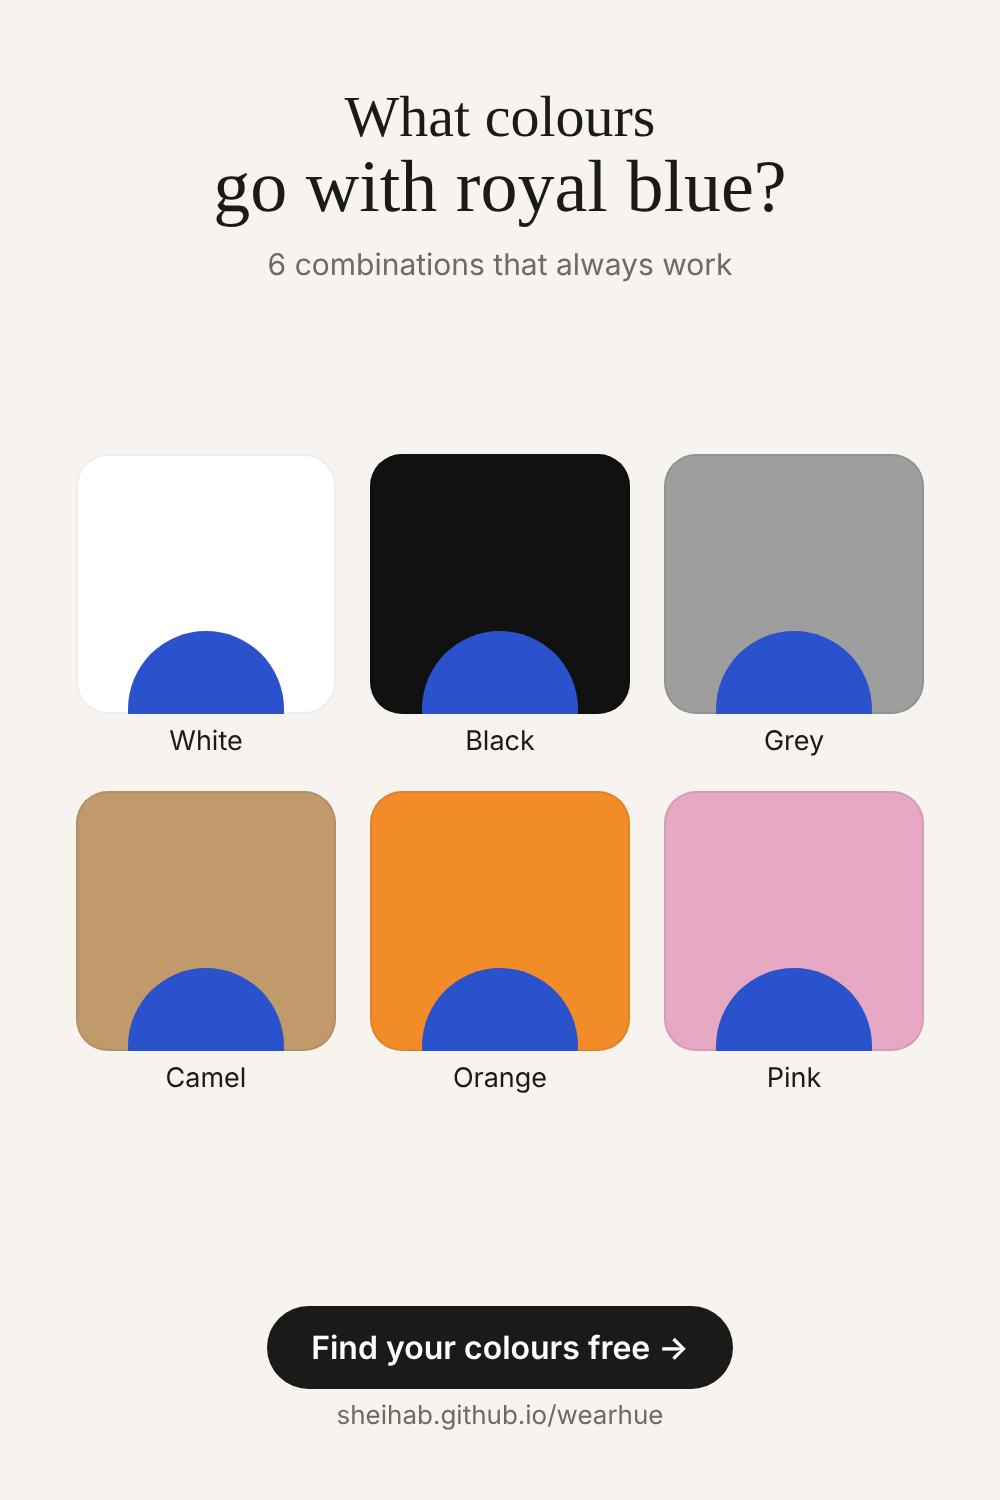 What colours
go with royal blue?
6 combinations that always work
White
Black
Grey
Camel
Orange
Pink
Find your colours free →
sheihab.github.io/wearhue